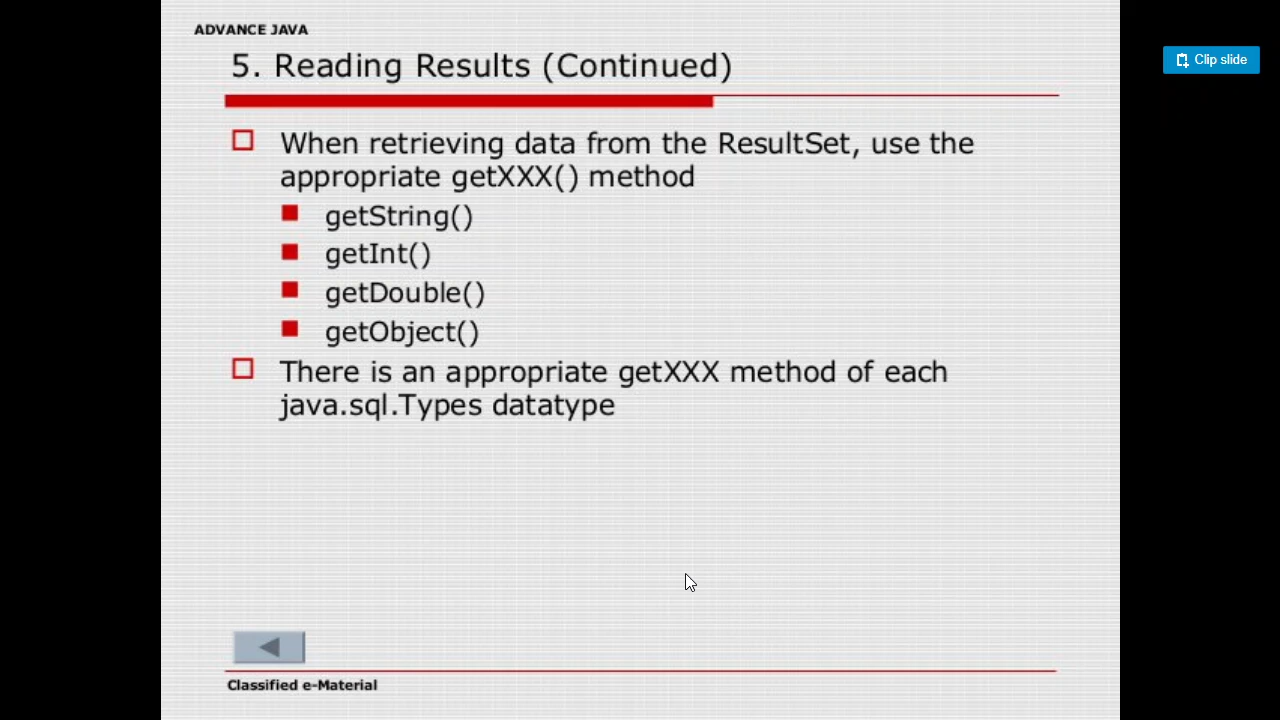 ADVANCE JAVA
5. Reading Results (Continued)
Clip slide
When retrieving data from the ResultSet, use the
appropriate getXXX() method
getString()
getInt()
getDouble()
getObject()
There is an appropriate getXXX method of each
java.sql.Types datatype
Classified e-Material